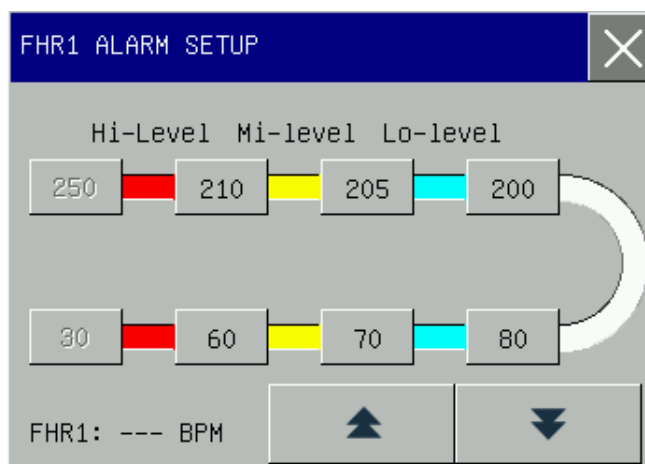 FHR1 ALARM SETUP
Hi-Level Mi-level Lo-level
250 210 205 200
30 60 70 80
FHR1: --- BPM